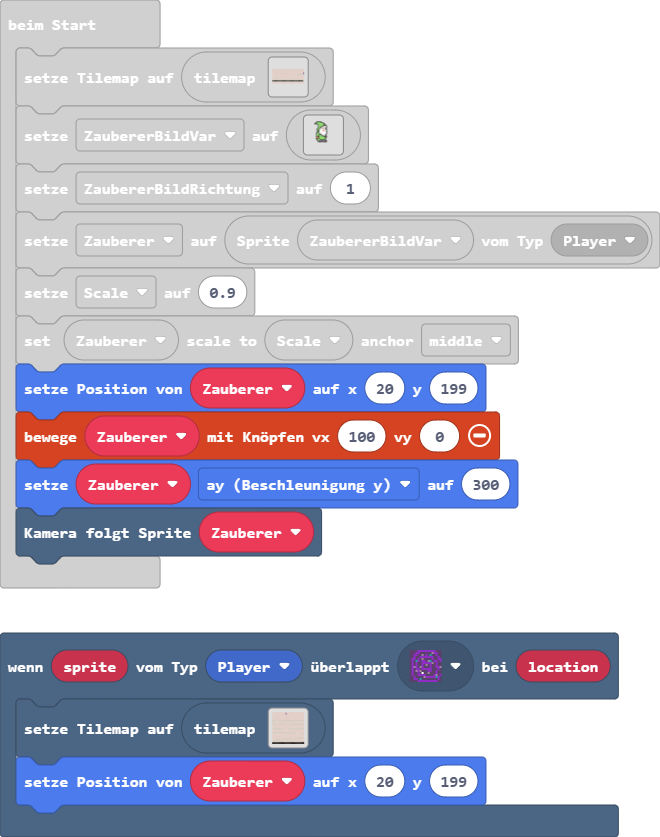 beim Start
setze Tilemap auf tilemap
setze ZaubererBildVar auf
setze ZaubererBildRichtung auf 1
setze Zauberer auf Sprite ZaubererBildVar vom Typ Player
setze Scale auf 0.9
set Zauberer scale to Scale anchor middle
setze Position von Zauberer auf x 20 y 199
bewege Zauberer mit Knöpfen vx 100 vy 0
setze Zauberer ay (Beschleunigung y) auf 300
Kamera folgt Sprite Zauberer
wenn sprite vom Typ Player überlappt bei location
setze Tilemap auf tilemap
setze Position von Zauberer auf x 20 y 199